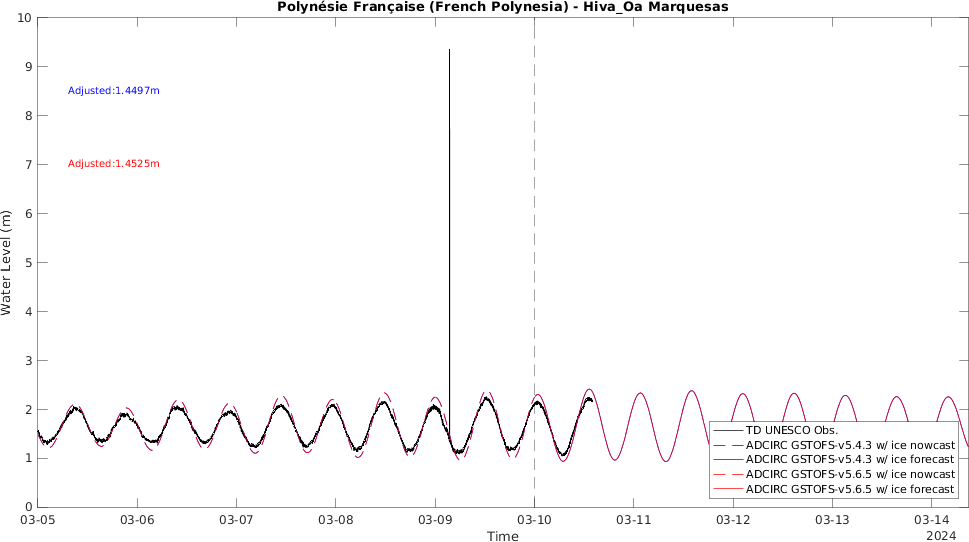 Polynésie Française (French Polynesia) - Hiva_Oa Marquesas
10
9
8
7
6
5
4
3
2
1
0
Water Level (m)
Adjusted:1.4497m
Adjusted:1.4525m
TD UNESCO Obs.
ADCIRC GSTOFS-v5.4.3 w/ ice nowcast
ADCIRC GSTOFS-v5.4.3 w/ ice forecast
ADCIRC GSTOFS-v5.6.5 w/ ice nowcast
ADCIRC GSTOFS-v5.6.5 w/ ice forecast
03-05 03-06 03-07 03-08 03-09 03-10 03-11 03-12 03-13 03-14
2024
Time